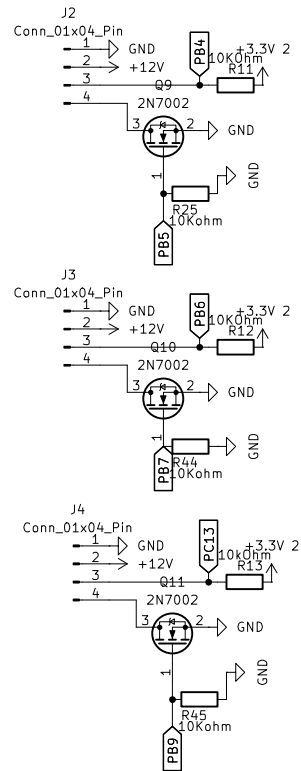 J2
Conn_01x04_Pin
1 GND
2 +12V
3
4
PB4
+3.3V 2
10KOhm
R11
Q9
2N7002
3 2 GND
1
GND
R25
10KOhm
PB5
J3
Conn_01x04_Pin
1 GND
2 +12V
3
4
PB6
+3.3V 2
10KOhm
R12
Q10
2N7002
3 2 GND
1
GND
R44
10KOhm
PB7
J4
Conn_01x04_Pin
1 GND
2 +12V
3
4
PC13
+3.3V 2
10kOhm
R13
Q11
2N7002
3 2 GND
1
GND
R45
10KOhm
PB9